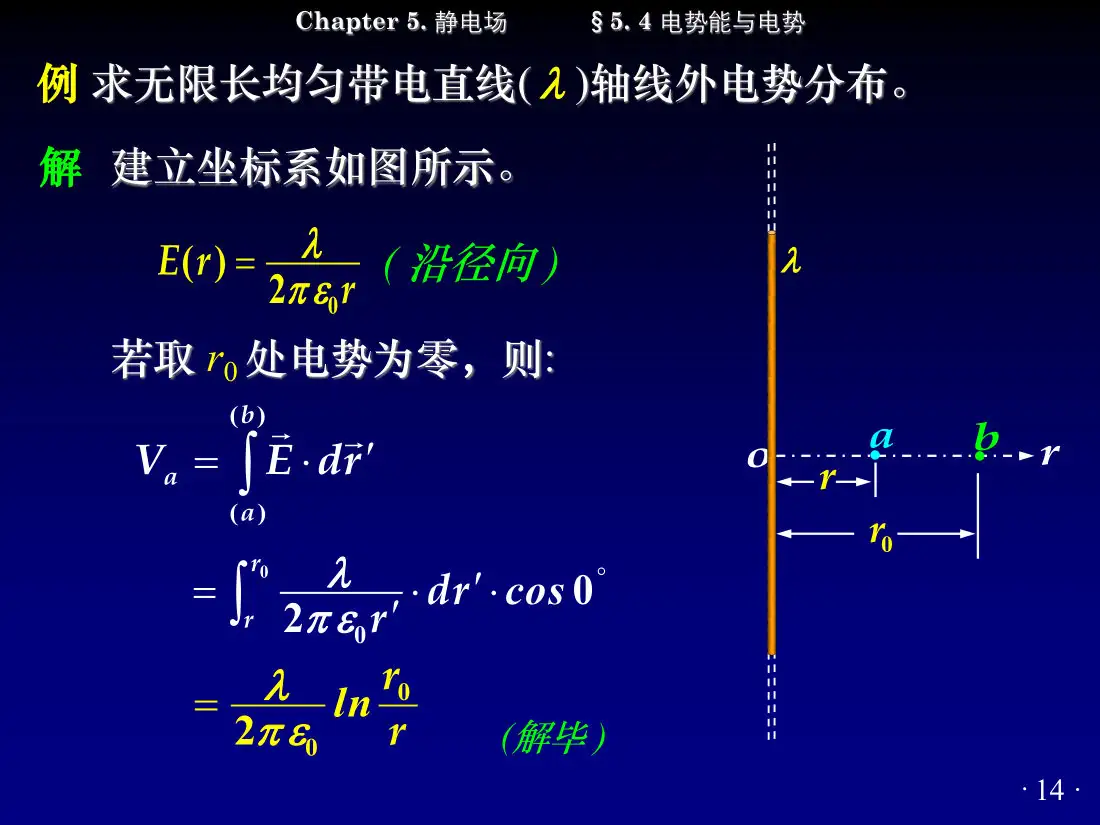 Chapter 5. 静电场 §5. 4 电势能与电势
例 求无限长均匀带电直线(λ)轴线外电势分布。
解 建立坐标系如图所示。
E(r) = λ / 2πε₀r (沿径向)
若取 r₀ 处电势为零，则:
Vₐ = ∫₍ₐ₎⁽ᵇ⁾ E⃗ · dr⃗′
= ∫ᵣ^r₀ λ / 2πε₀r′ · dr′ · cos 0°
= λ / 2πε₀ ln r₀ / r
(解毕)
λ
o a b r
r
r₀
· 14 ·